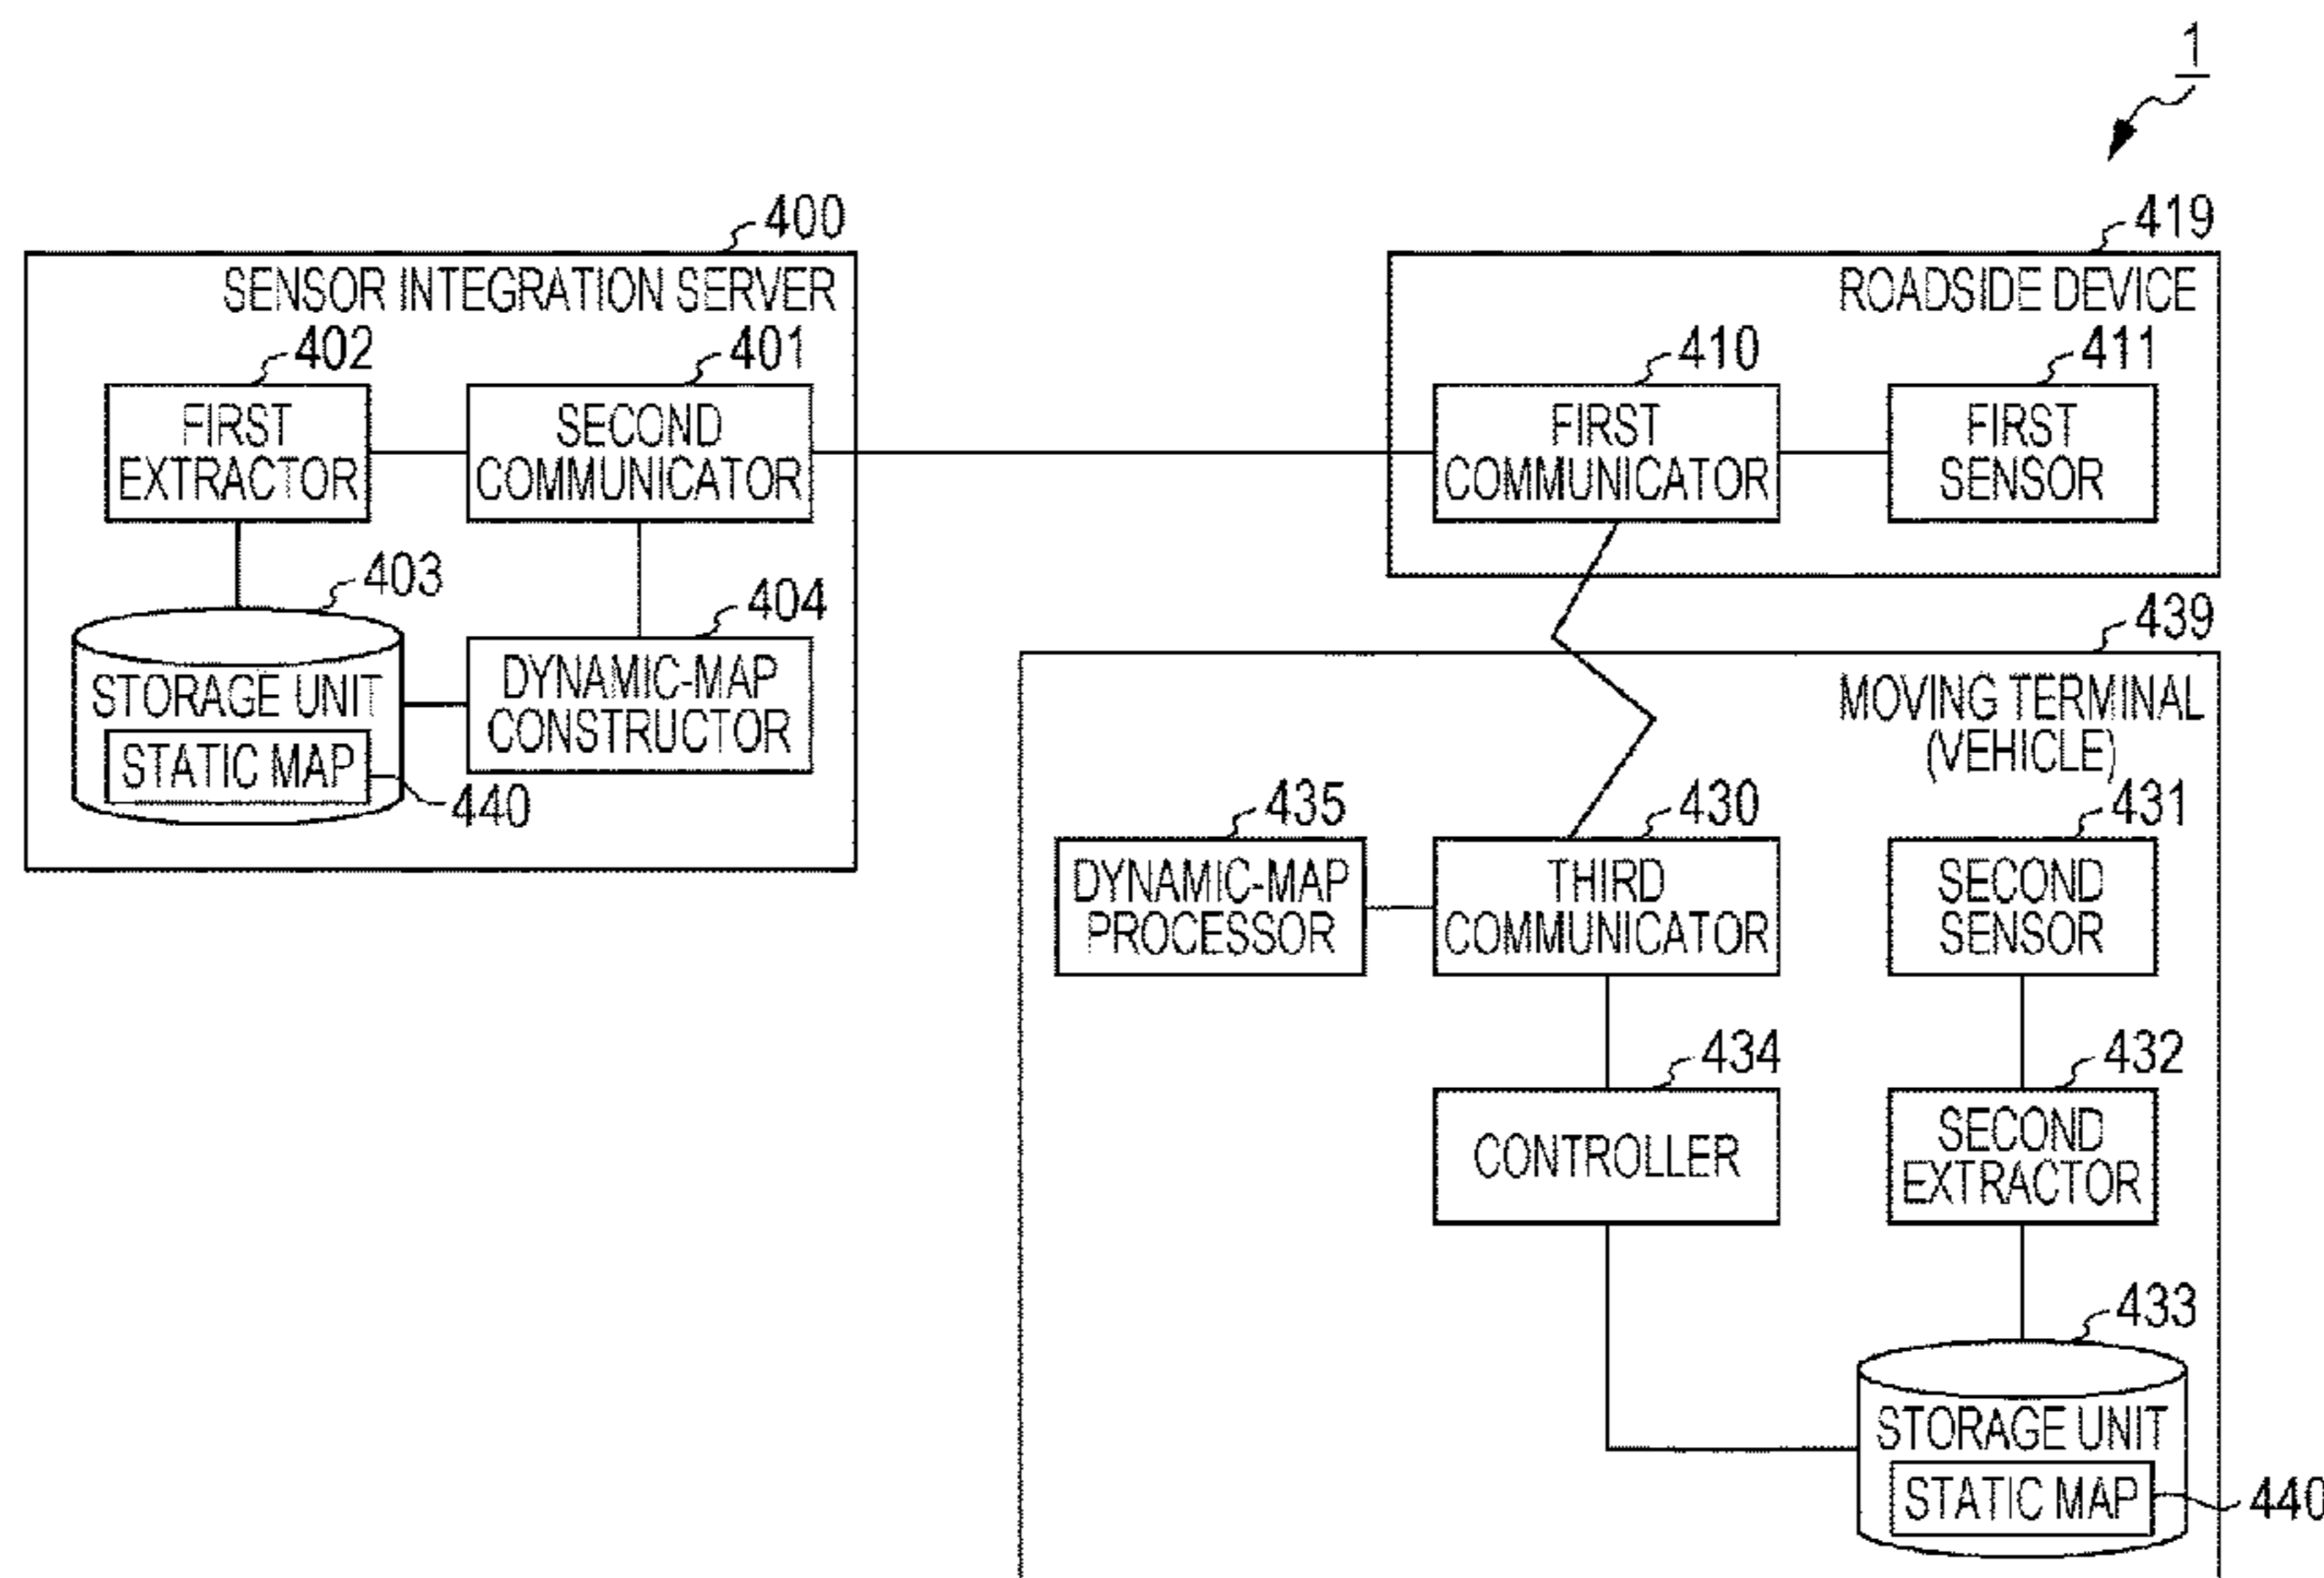 1
400
SENSOR INTEGRATION SERVER
402
401
FIRST
EXTRACTOR
SECOND
COMMUNICATOR
403
404
STORAGE UNIT
STATIC MAP
440
DYNAMIC-MAP
CONSTRUCTOR
419
ROADSIDE DEVICE
410
411
FIRST
COMMUNICATOR
FIRST
SENSOR
439
MOVING TERMINAL
(VEHICLE)
435
430
431
DYNAMIC-MAP
PROCESSOR
THIRD
COMMUNICATOR
SECOND
SENSOR
434
432
CONTROLLER
SECOND
EXTRACTOR
433
STORAGE UNIT
STATIC MAP
440